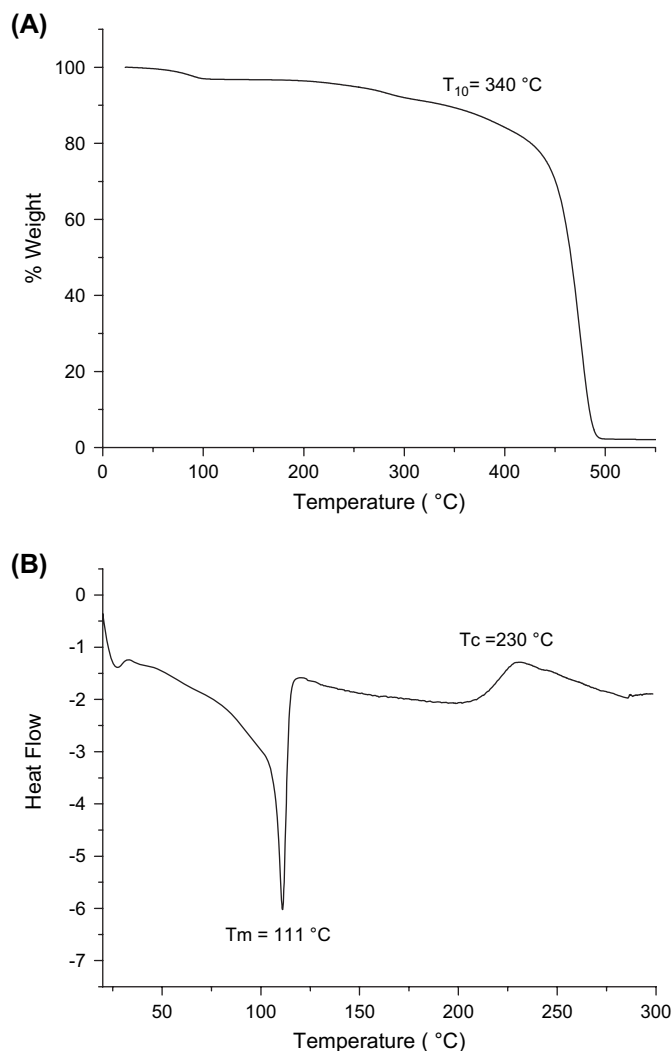 (A)
100
80
60
40
20
0
% Weight
T₁₀= 340 °C
0 100 200 300 400 500
Temperature ( °C)
(B)
0
-1
-2
-3
-4
-5
-6
-7
Heat Flow
Tc =230 °C
Tm = 111 °C
50 100 150 200 250 300
Temperature ( °C)